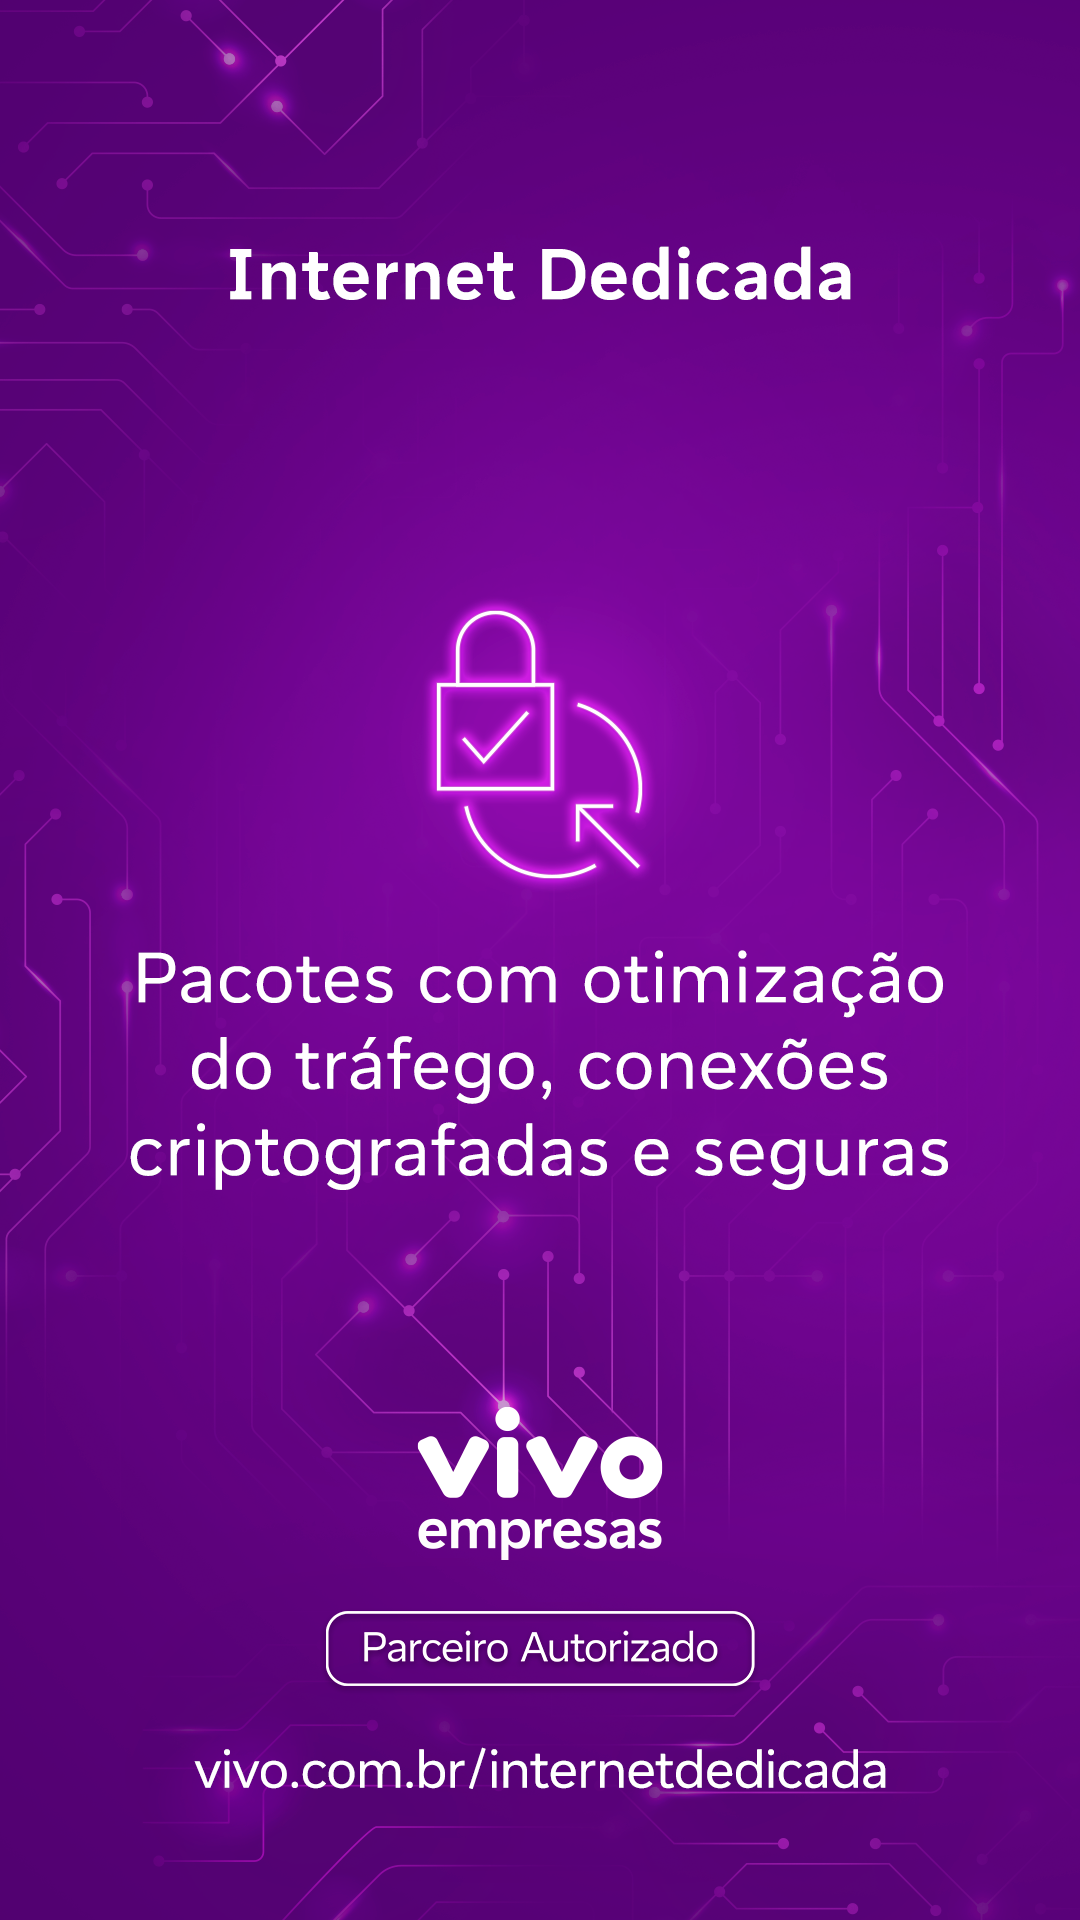 Internet Dedicada
Pacotes com otimização
do tráfego, conexões
criptografadas e seguras
vivo
empresas
Parceiro Autorizado
vivo.com.br/internetdedicada